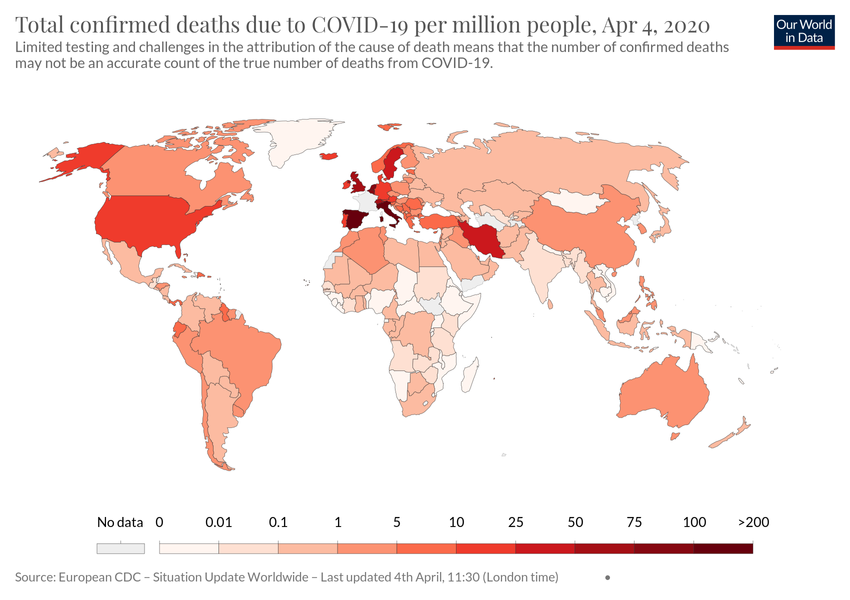 Total confirmed deaths due to COVID-19 per million people, Apr 4, 2020
Our World
in Data
Limited testing and challenges in the attribution of the cause of death means that the number of confirmed deaths
may not be an accurate count of the true number of deaths from COVID-19.
No data 0 0.01 0.1 1 5 10 25 50 75 100 >200
Source: European CDC – Situation Update Worldwide – Last updated 4th April, 11:30 (London time) •